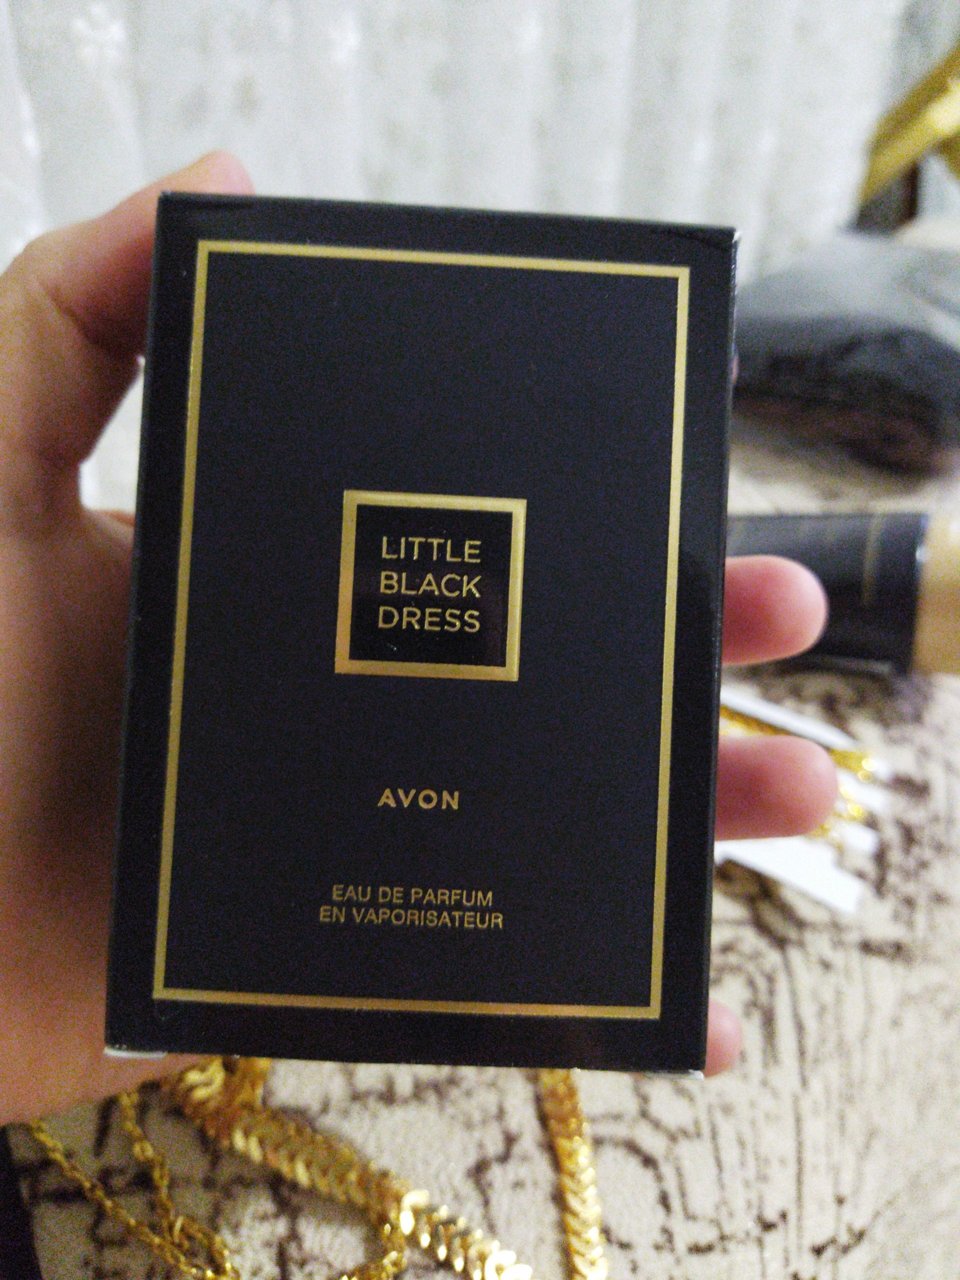 LITTLE
BLACK
DRESS
AVON
EAU DE PARFUM
EN VAPORISATEUR